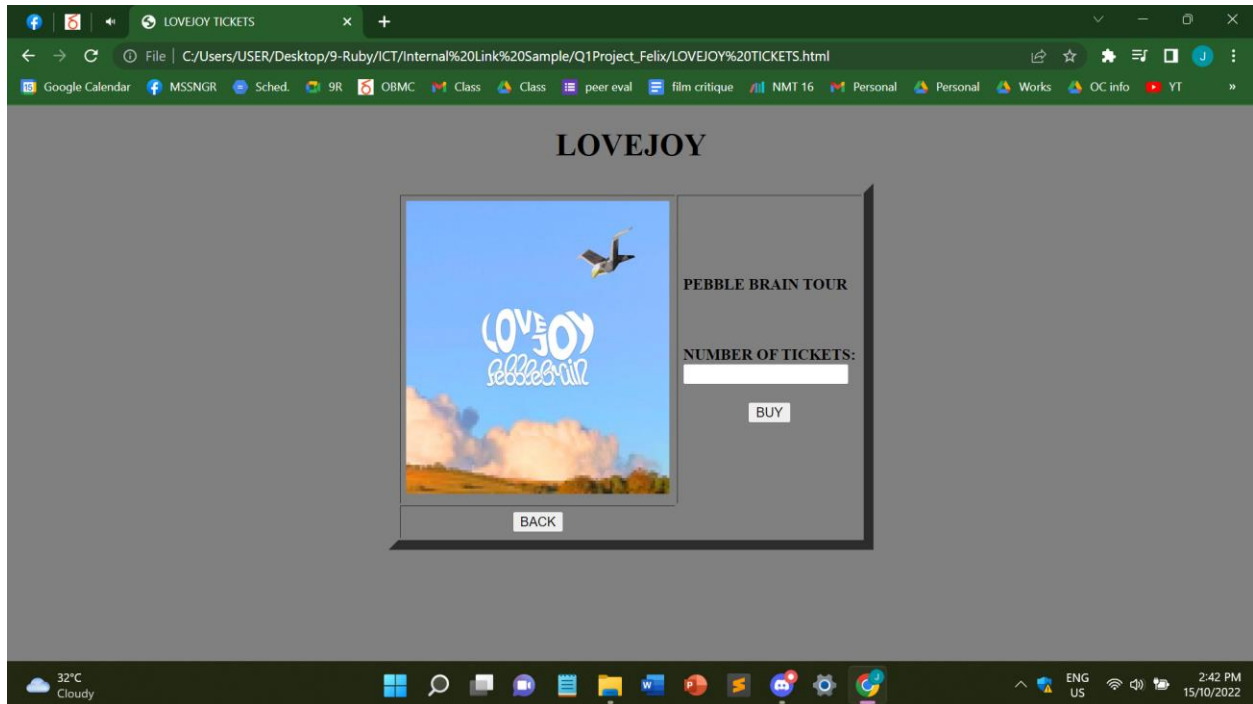 LOVEJOY TICKETS
File | C:/Users/USER/Desktop/9-Ruby/ICT/Internal%20Link%20Sample/Q1Project_Felix/LOVEJOY%20TICKETS.html
Google Calendar MSSNGR Sched. 9R OBMC Class Class peer eval film critique NMT 16 Personal Personal Works OC info YT »
LOVEJOY
LOVEJOY
PebbleBrain
PEBBLE BRAIN TOUR
NUMBER OF TICKETS:
BUY
BACK
32°C
Cloudy
ENG
US
2:42 PM
15/10/2022